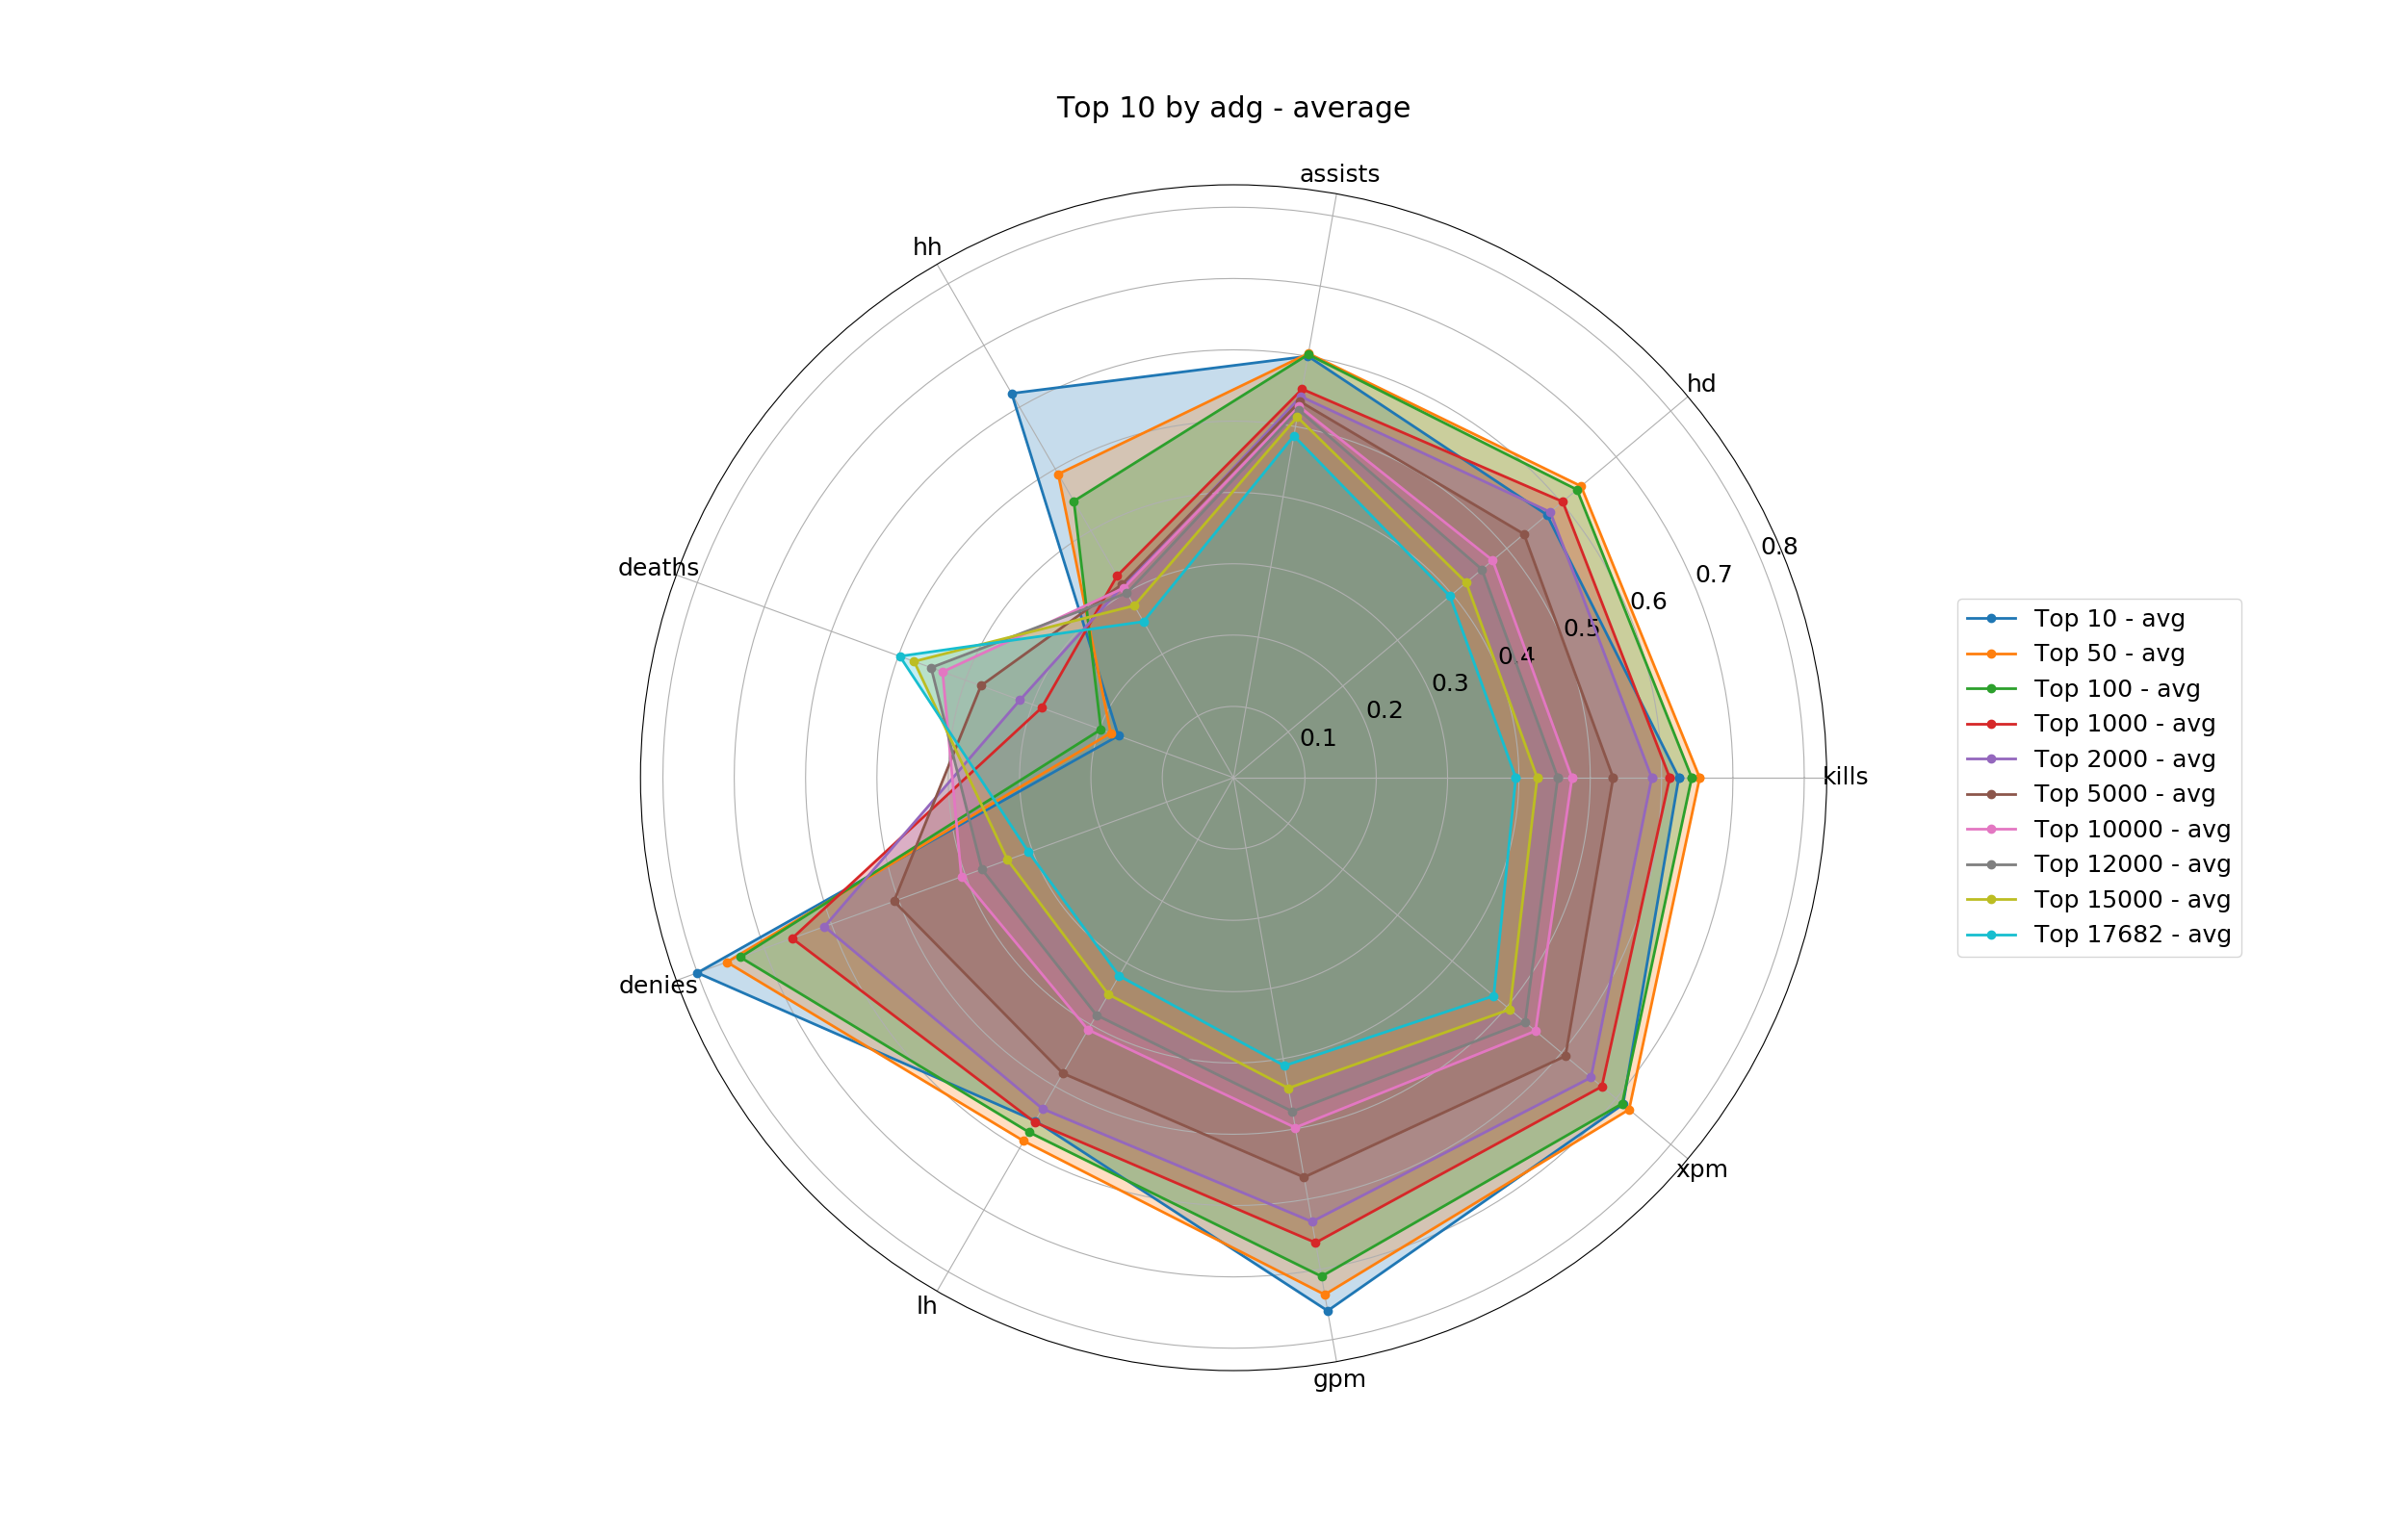 Top 10 by adg - average
assists
hh
hd
deaths
kills
denies
xpm
lh
gpm
0.1
0.2
0.3
0.4
0.5
0.6
0.7
0.8
Top 10 - avg
Top 50 - avg
Top 100 - avg
Top 1000 - avg
Top 2000 - avg
Top 5000 - avg
Top 10000 - avg
Top 12000 - avg
Top 15000 - avg
Top 17682 - avg